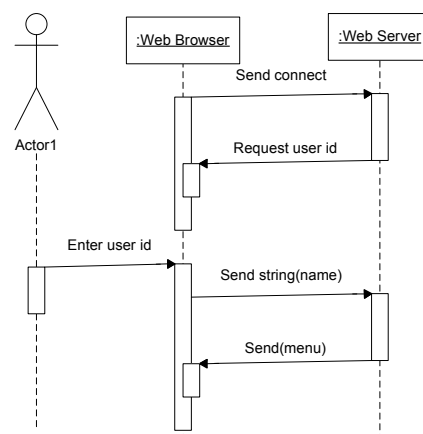 :Web Browser
:Web Server
Send connect
Actor1
Request user id
Enter user id
Send string(name)
Send(menu)